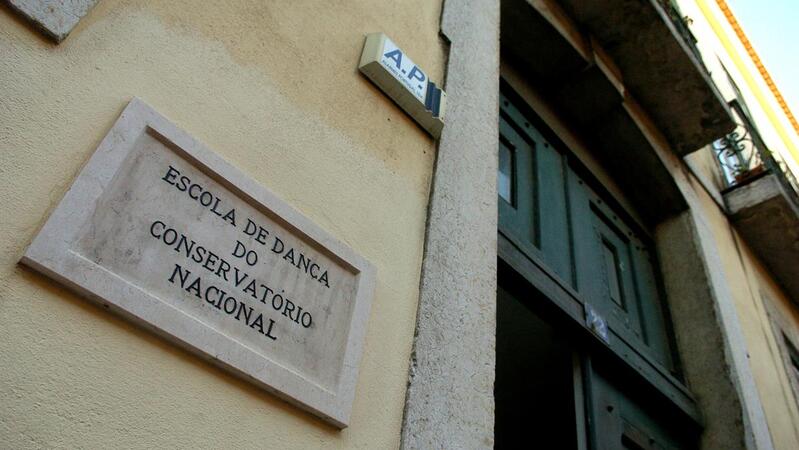 ESCOLA DE DANÇA
DO
CONSERVATÓRIO
NACIONAL
A.P.